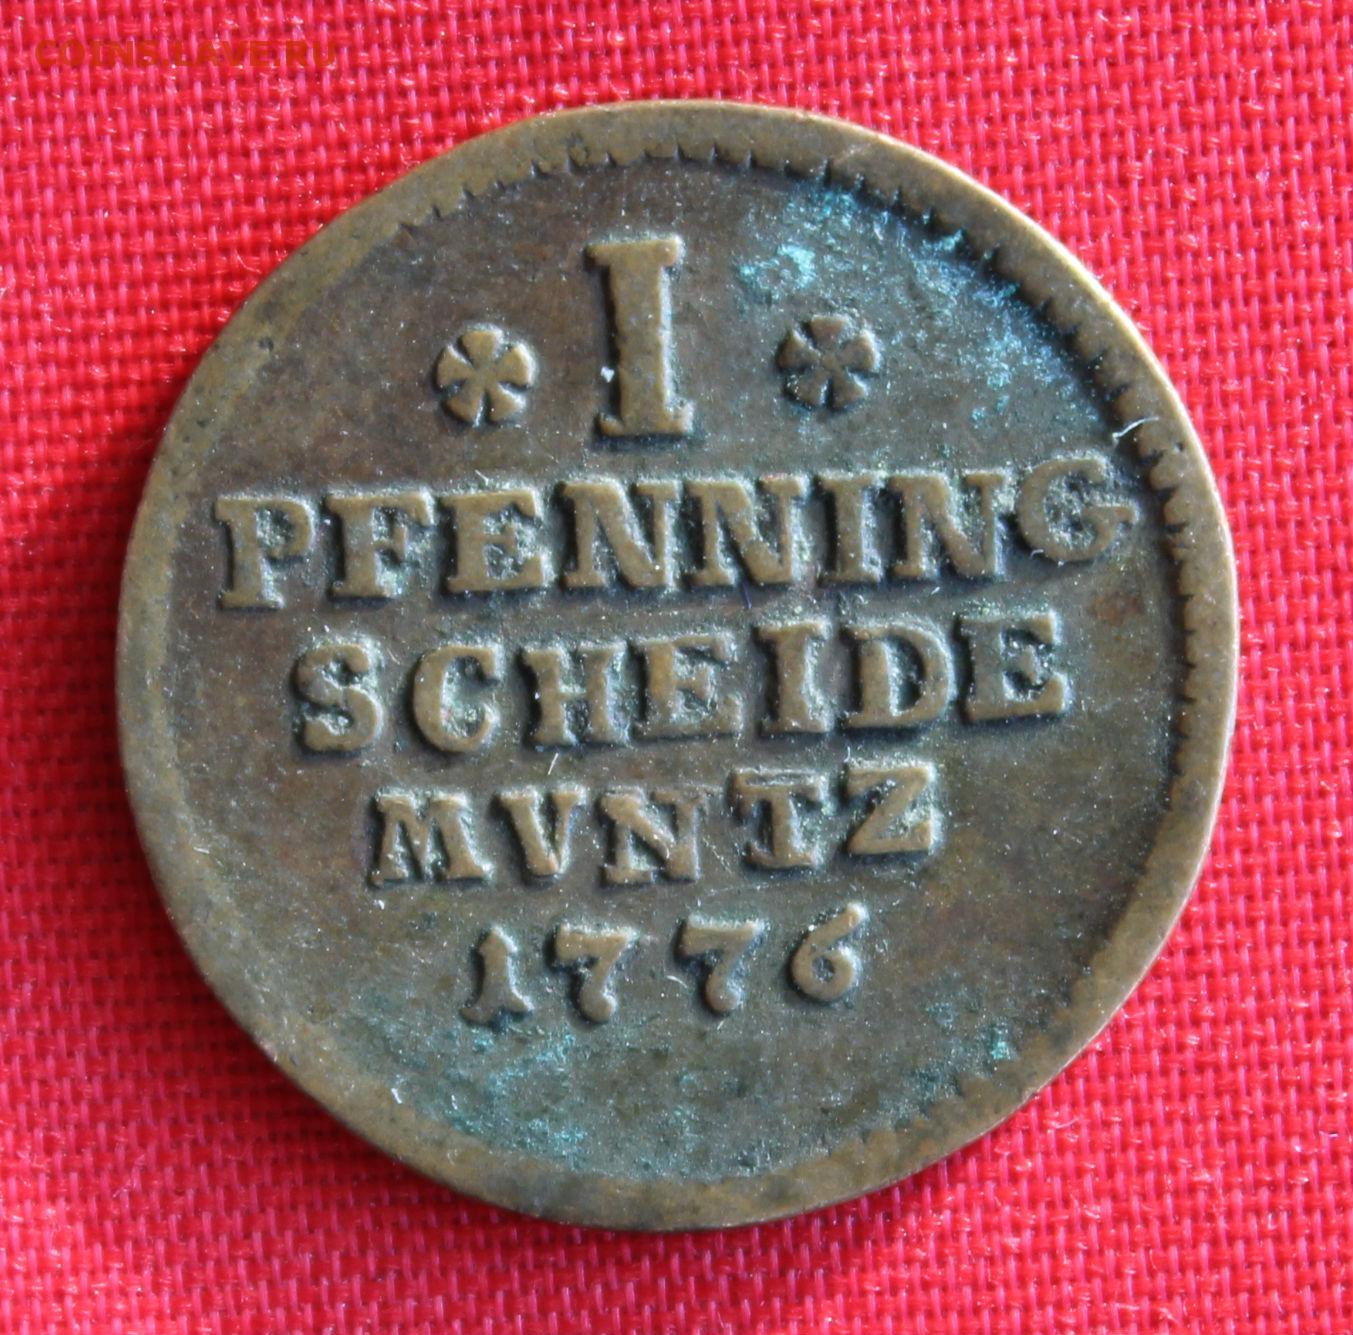 COINS.LAVE.RU
I
PFENNING
SCHEIDE
MVNTZ
1776